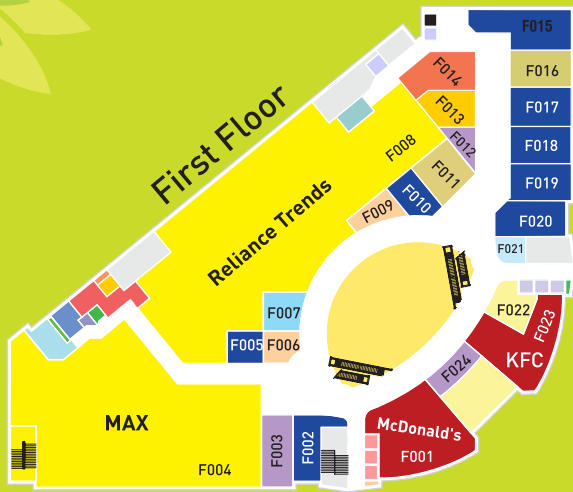 First Floor
F015
F014
F016
F013
F017
F008
F012
F018
F011
F019
Reliance Trends
F010
F009
F020
F021
F007
F022
F023
F005
F006
KFC
F024
MAX
McDonald's
F003
F002
F001
F004